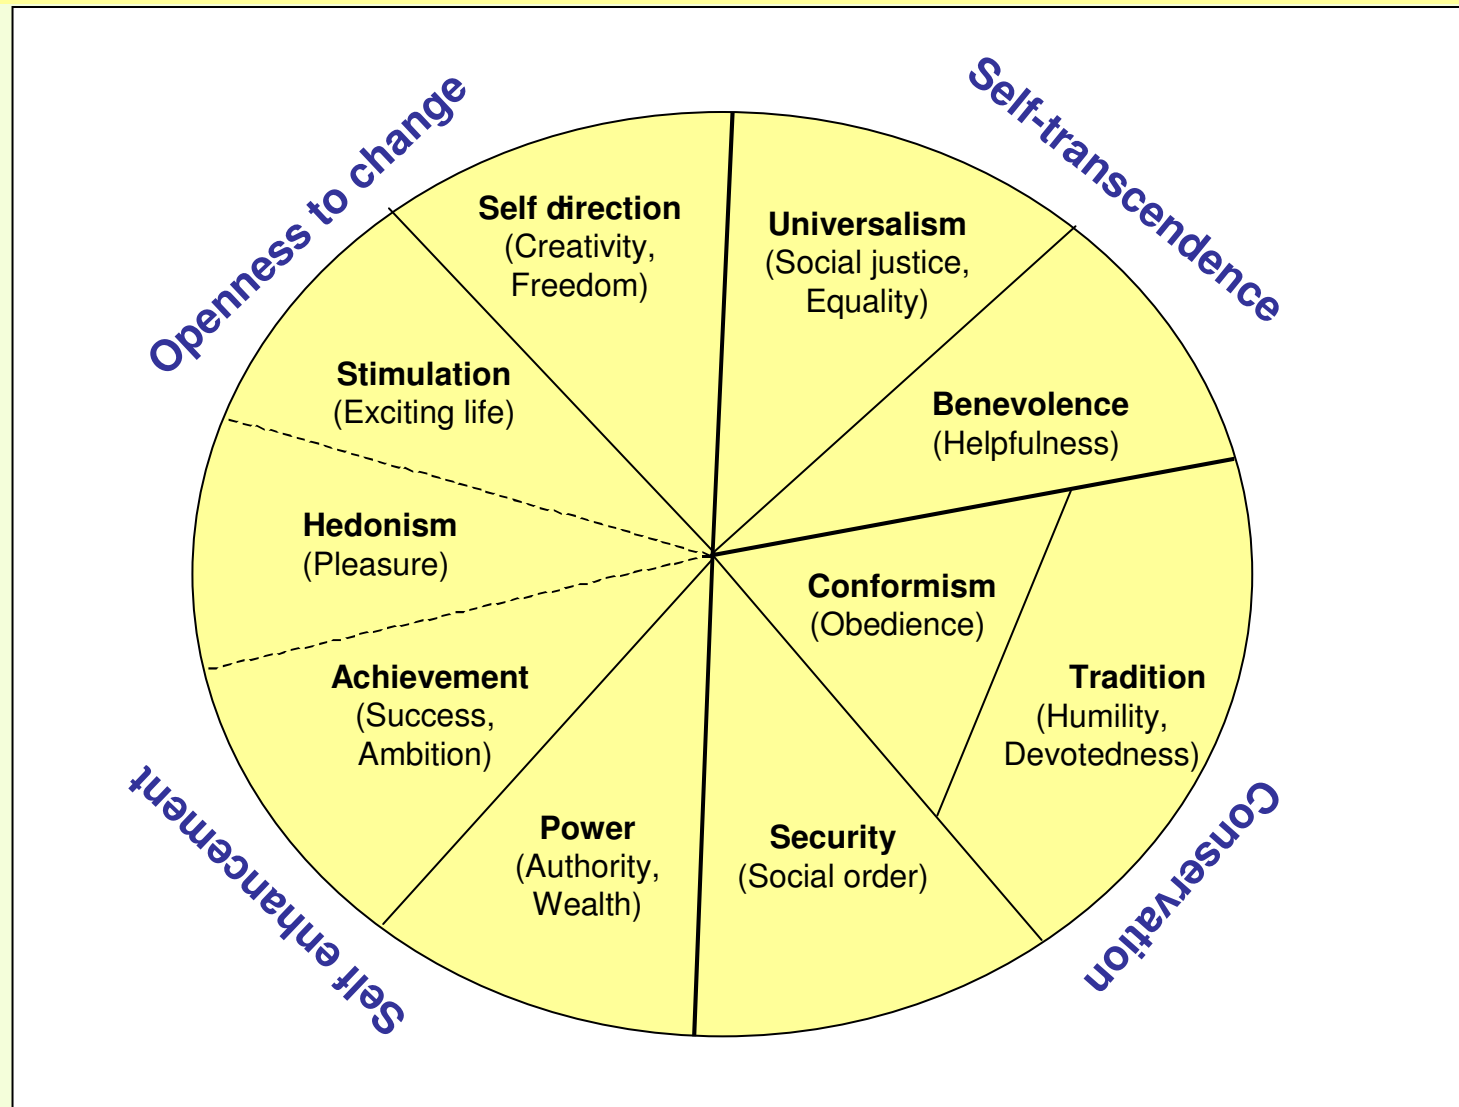 Openness to change
Self-transcendence
Self direction
(Creativity,
Freedom)
Universalism
(Social justice,
Equality)
Stimulation
(Exciting life)
Benevolence
(Helpfulness)
Hedonism
(Pleasure)
Conformism
(Obedience)
Achievement
(Success,
Ambition)
Tradition
(Humility,
Devotedness)
Power
(Authority,
Wealth)
Security
(Social order)
Self enhancement
Conservation